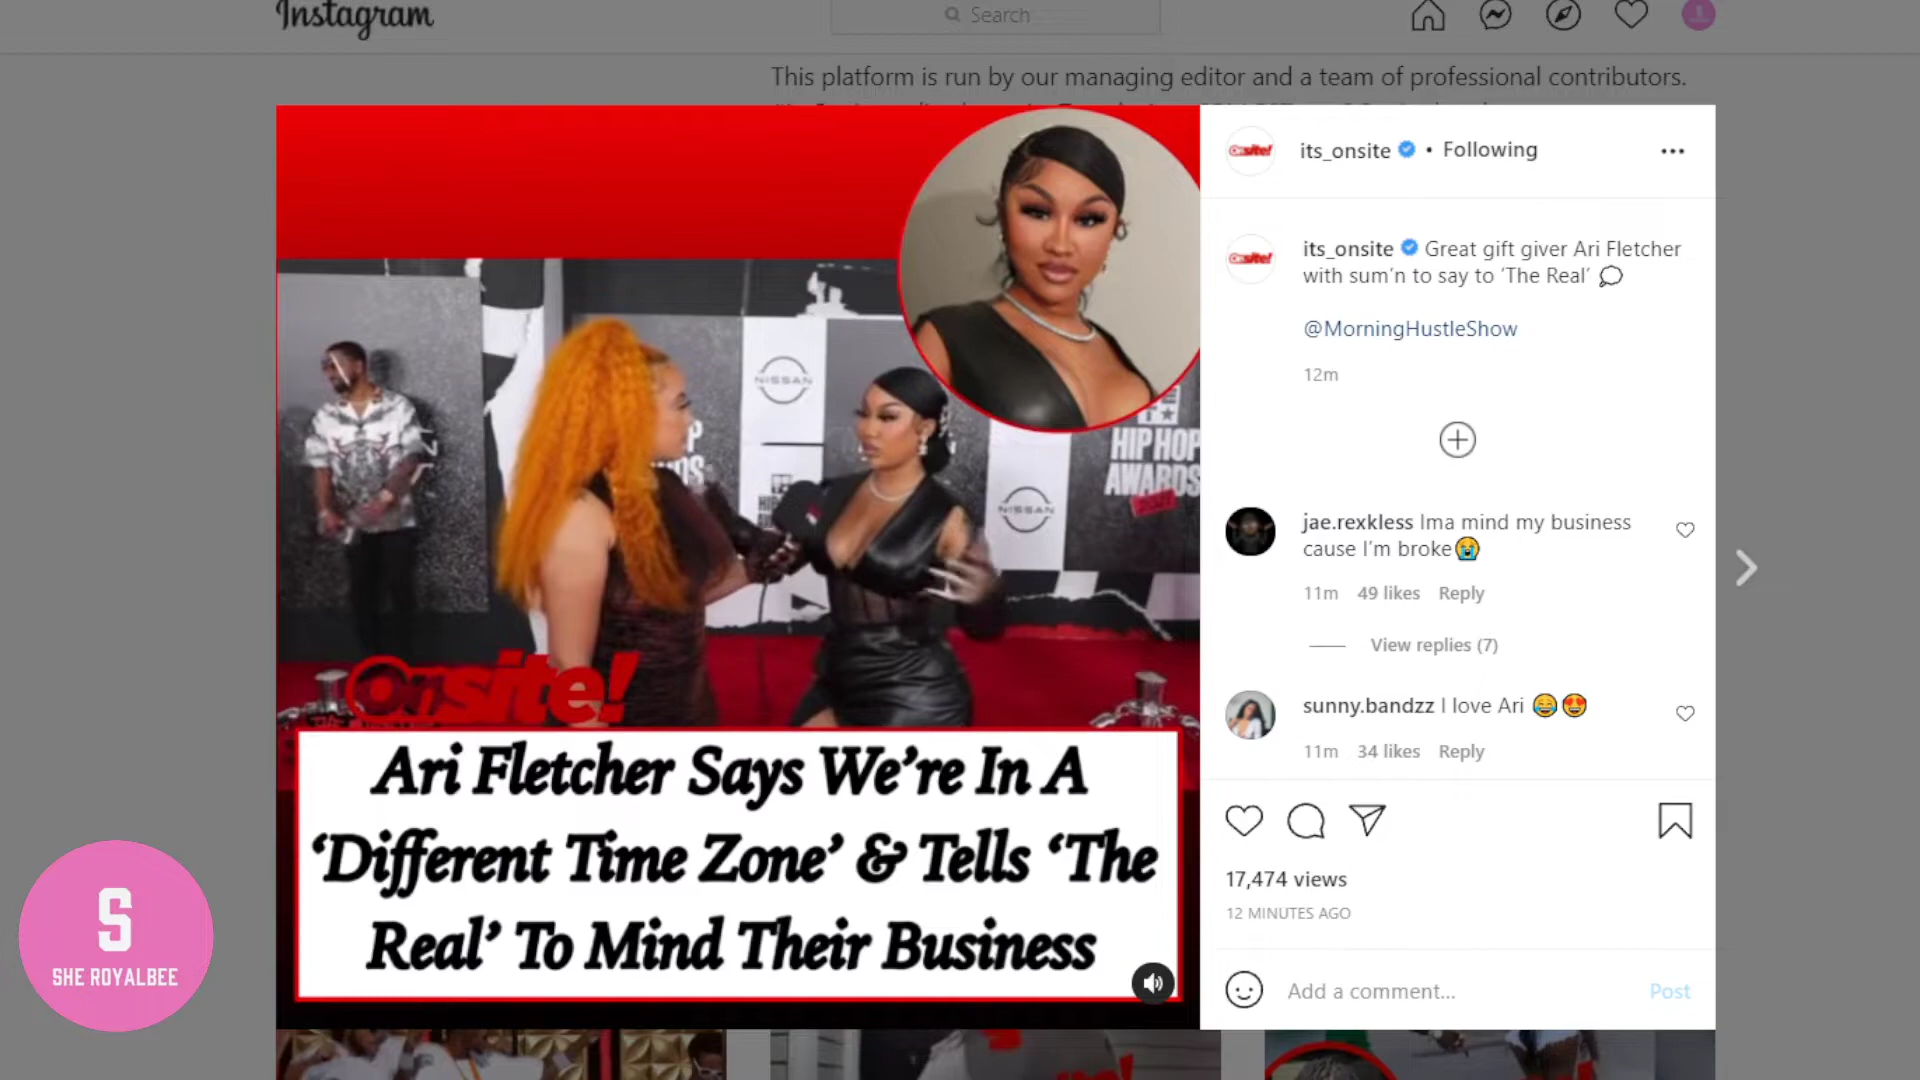 Instagram
Search
This platform is run by our managing editor and a team of professional contributors.
its_onsite • Following
Onsite!
its_onsite Great gift giver Ari Fletcher
with sum'n to say to 'The Real'
@MorningHustleShow
12m
jae.rexkless Ima mind my business
cause I'm broke
11m 49 likes Reply
View replies (7)
sunny.bandzz I love Ari
11m 34 likes Reply
17,474 views
12 MINUTES AGO
Add a comment...
Post
NISSAN
NISSAN
HIP HOP
AWARDS
Onsite!
Ari Fletcher Says We're In A
'Different Time Zone' & Tells 'The
Real' To Mind Their Business
S
SHE ROYALBEE